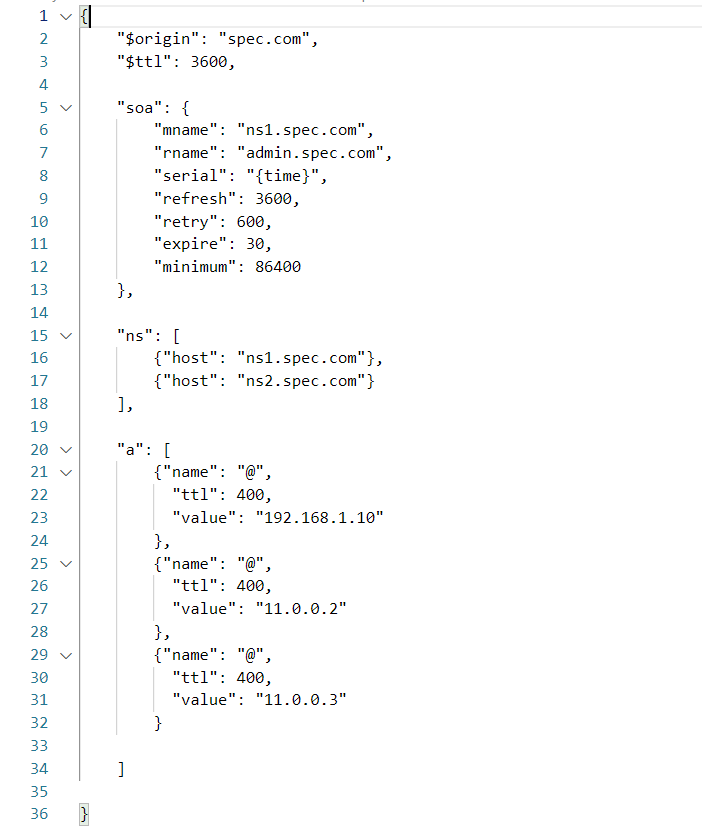 1 {
2 "$origin": "spec.com",
3 "$ttl": 3600,
4
5 "soa": {
6 "mname": "ns1.spec.com",
7 "rname": "admin.spec.com",
8 "serial": "{time}",
9 "refresh": 3600,
10 "retry": 600,
11 "expire": 30,
12 "minimum": 86400
13 },
14
15 "ns": [
16 {"host": "ns1.spec.com"},
17 {"host": "ns2.spec.com"}
18 ],
19
20 "a": [
21 {"name": "@",
22 "ttl": 400,
23 "value": "192.168.1.10"
24 },
25 {"name": "@",
26 "ttl": 400,
27 "value": "11.0.0.2"
28 },
29 {"name": "@",
30 "ttl": 400,
31 "value": "11.0.0.3"
32 }
33
34 ]
35
36 }